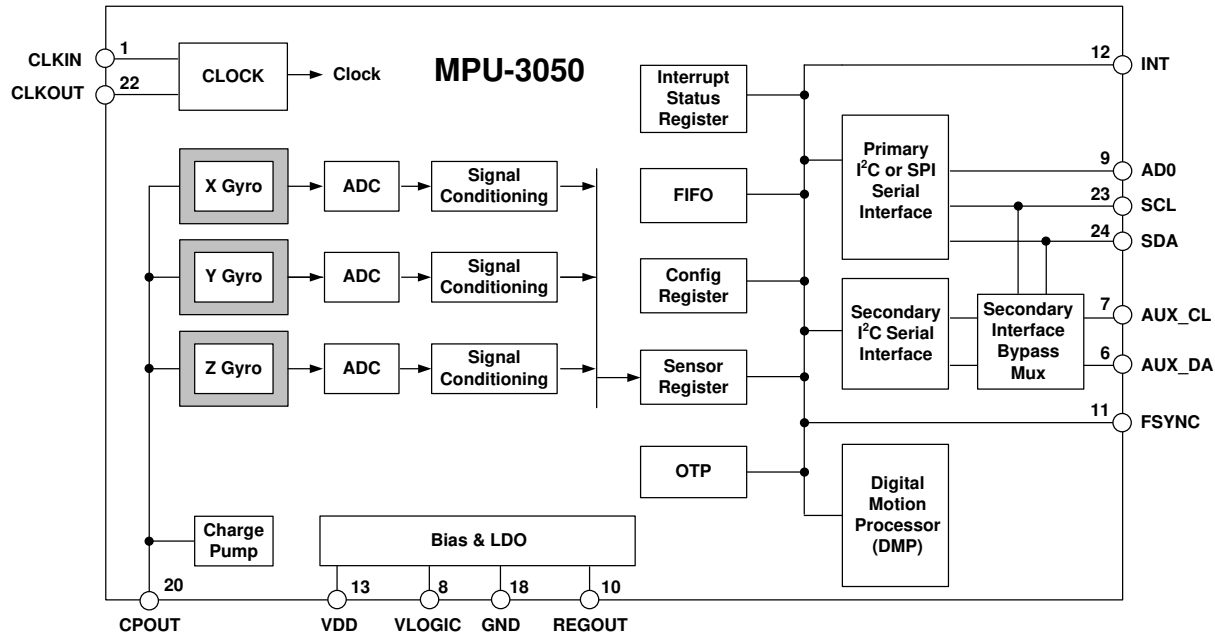 CLKIN
1
CLKOUT
22
CLOCK
Clock
MPU-3050
Interrupt
Status
Register
12
INT
Primary
I²C or SPI
Serial
Interface
9
AD0
23
SCL
24
SDA
X Gyro
ADC
Signal
Conditioning
FIFO
Y Gyro
ADC
Signal
Conditioning
Config
Register
Secondary
I²C Serial
Interface
Secondary
Interface
Bypass
Mux
7
AUX_CL
6
AUX_DA
Z Gyro
ADC
Signal
Conditioning
Sensor
Register
11
FSYNC
OTP
Digital
Motion
Processor
(DMP)
Charge
Pump
Bias & LDO
20
CPOUT
13
VDD
8
VLOGIC
18
GND
10
REGOUT